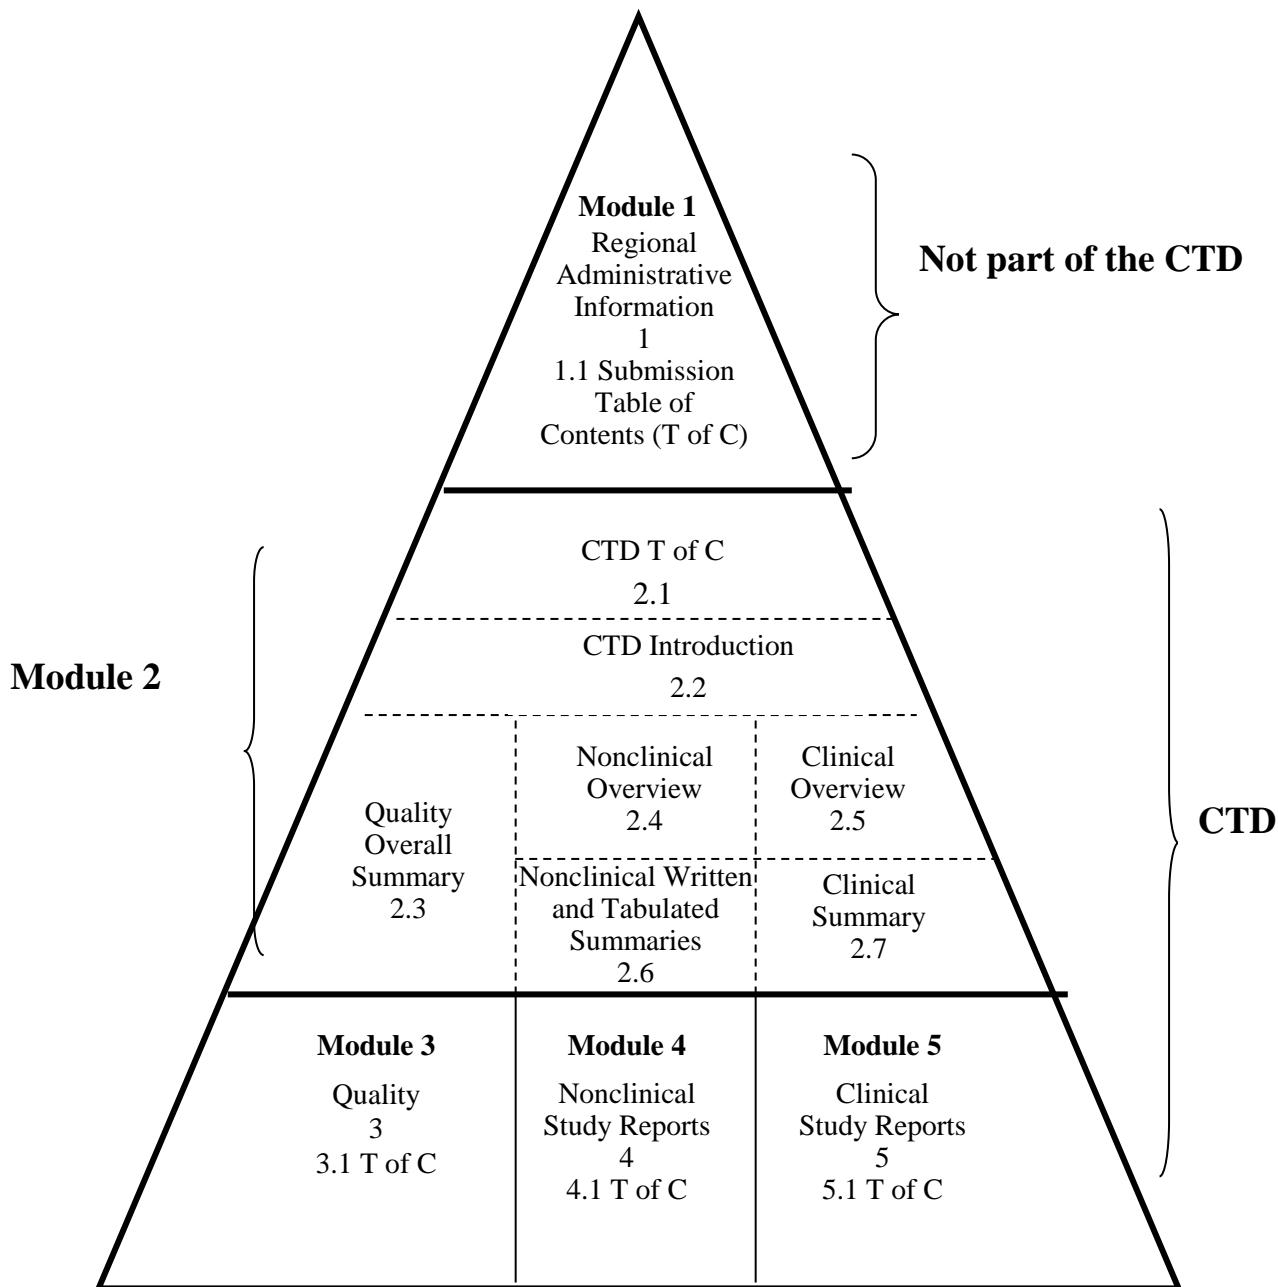 Module 1
Regional
Administrative
Information
1
1.1 Submission
Table of
Contents (T of C)
Not part of the CTD
CTD T of C
2.1
CTD Introduction
2.2
Module 2
Nonclinical
Overview
2.4
Clinical
Overview
2.5
Quality
Overall
Summary
2.3
CTD
Nonclinical Written
and Tabulated
Summaries
2.6
Clinical
Summary
2.7
Module 3
Quality
3
3.1 T of C
Module 4
Nonclinical
Study Reports
4
4.1 T of C
Module 5
Clinical
Study Reports
5
5.1 T of C